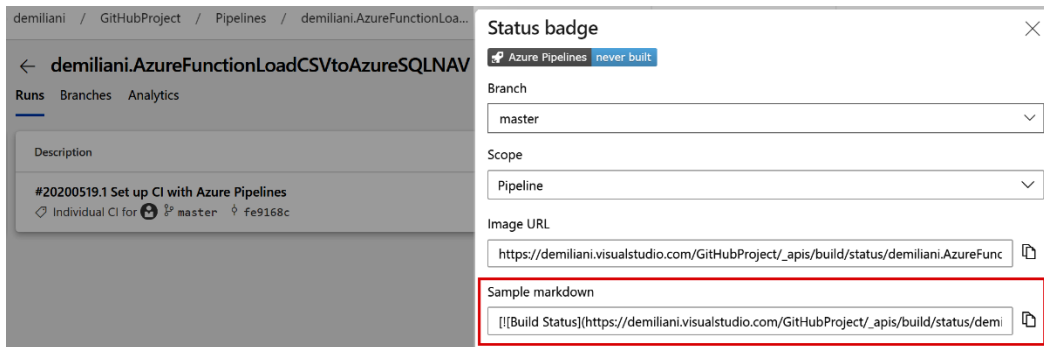 demiliani / GitHubProject / Pipelines / demiliani.AzureFunctionLoa...
← demiliani.AzureFunctionLoadCSVtoAzureSQLNAV
Runs Branches Analytics
Description
#20200519.1 Set up CI with Azure Pipelines
Individual CI for master fe9168c
Status badge
Azure Pipelines never built
Branch
master
Scope
Pipeline
Image URL
https://demiliani.visualstudio.com/GitHubProject/_apis/build/status/demiliani.AzureFunc
Sample markdown
[![Build Status](https://demiliani.visualstudio.com/GitHubProject/_apis/build/status/demi